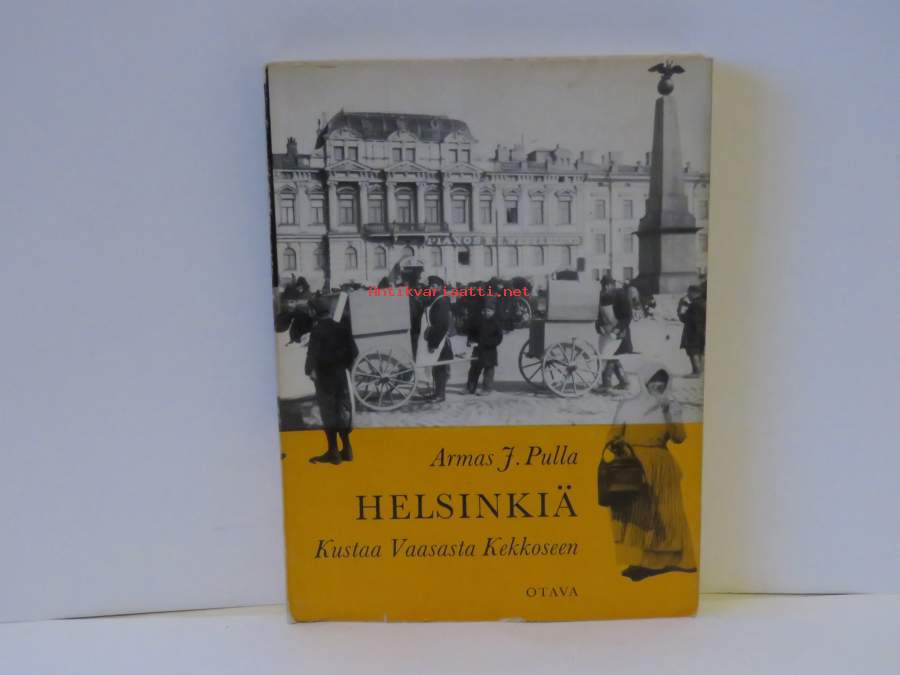 PIANOS
Antikvariaatti.net
Armas J. Pulla
HELSINKIÄ
Kustaa Vaasasta Kekkoseen
OTAVA